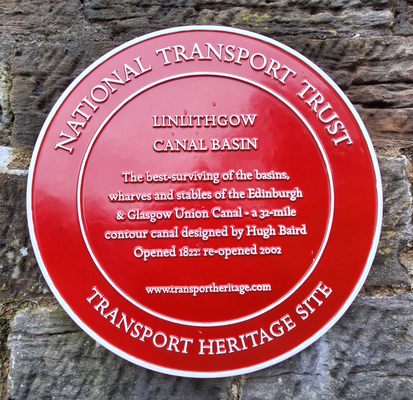 NATIONAL TRANSPORT TRUST
LINLITHGOW
CANAL BASIN
The best-surviving of the basins,
wharves and stables of the Edinburgh
& Glasgow Union Canal - a 32-mile
contour canal designed by Hugh Baird
Opened 1822: re-opened 2002
www.transportheritage.com
TRANSPORT HERITAGE SITE